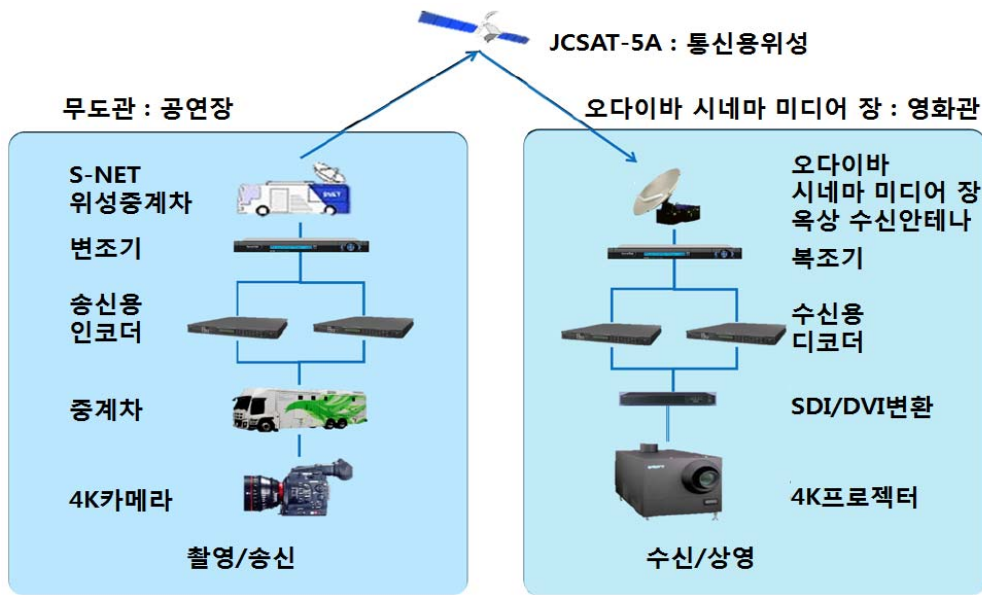 JCSAT-5A : 통신용위성
무도관 : 공연장
S-NET
위성중계차
변조기
송신용
인코더
중계차
4K카메라
촬영/송신
오다이바 시네마 미디어 장 : 영화관
오다이바
시네마 미디어 장
옥상 수신안테나
복조기
수신용
디코더
SDI/DVI변환
4K프로젝터
수신/상영